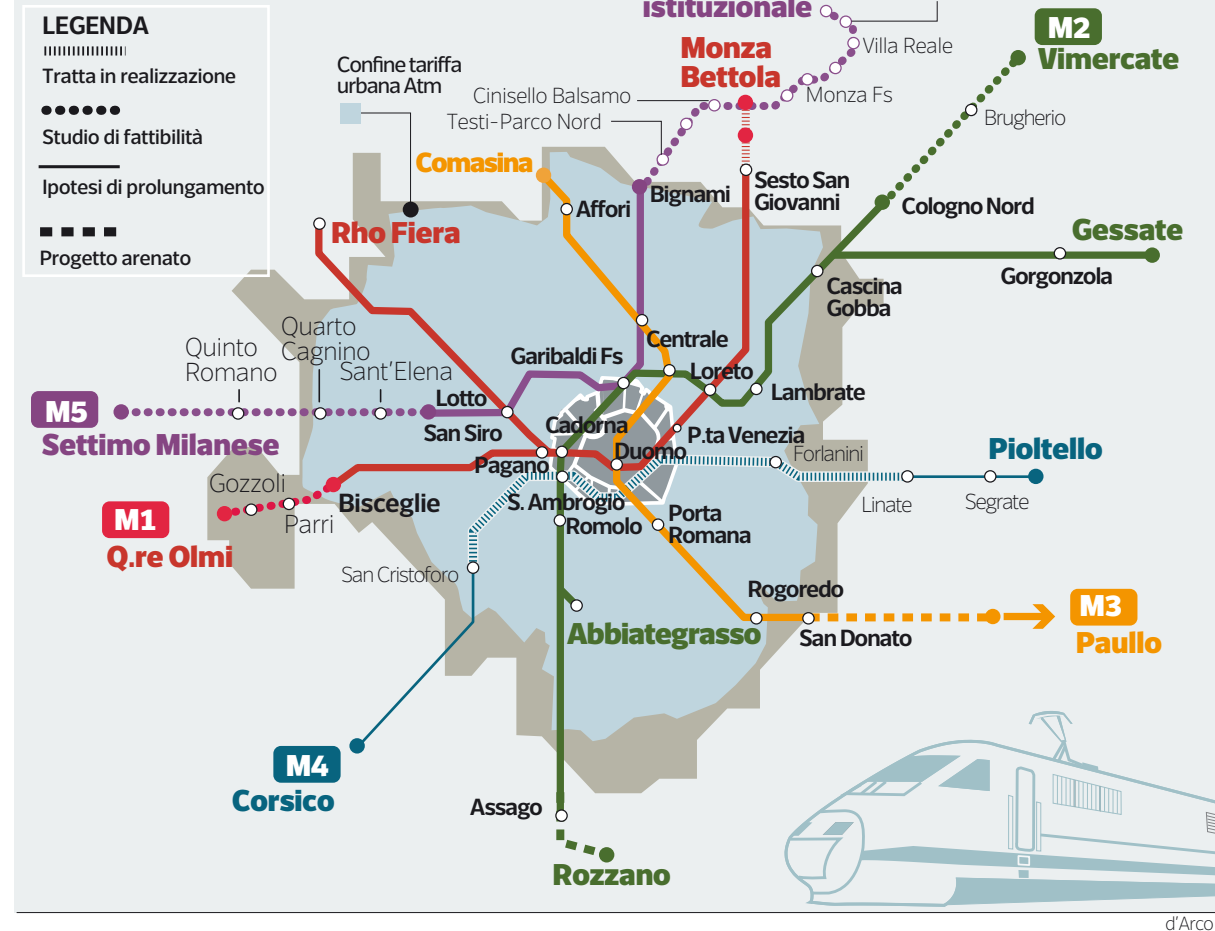 LEGENDA
Tratta in realizzazione
Studio di fattibilità
Ipotesi di prolungamento
Progetto arenato
Confine tariffa
urbana Atm
istituzionale
Villa Reale
Monza
Bettola
Monza Fs
Cinisello Balsamo
Testi-Parco Nord
M2
Vimercate
Brugherio
Comasina
Affori
Bignami
Sesto San
Giovanni
Cologno Nord
Gessate
Gorgonzola
Rho Fiera
Cascina
Gobba
Centrale
Garibaldi Fs
Loreto
Lambrate
Quinto
Romano
Quarto
Cagnino
Sant'Elena
Lotto
San Siro
M5
Settimo Milanese
Cadorna
P.ta Venezia
Pagano
Duomo
Forlanini
Pioltello
Linate
Segrate
Gozzoli
Parri
Bisceglie
M1
Q.re Olmi
S. Ambrogio
Romolo
Porta
Romana
San Cristoforo
Abbiategrasso
Rogoredo
San Donato
M3
Paullo
M4
Corsico
Assago
Rozzano
d'Arco